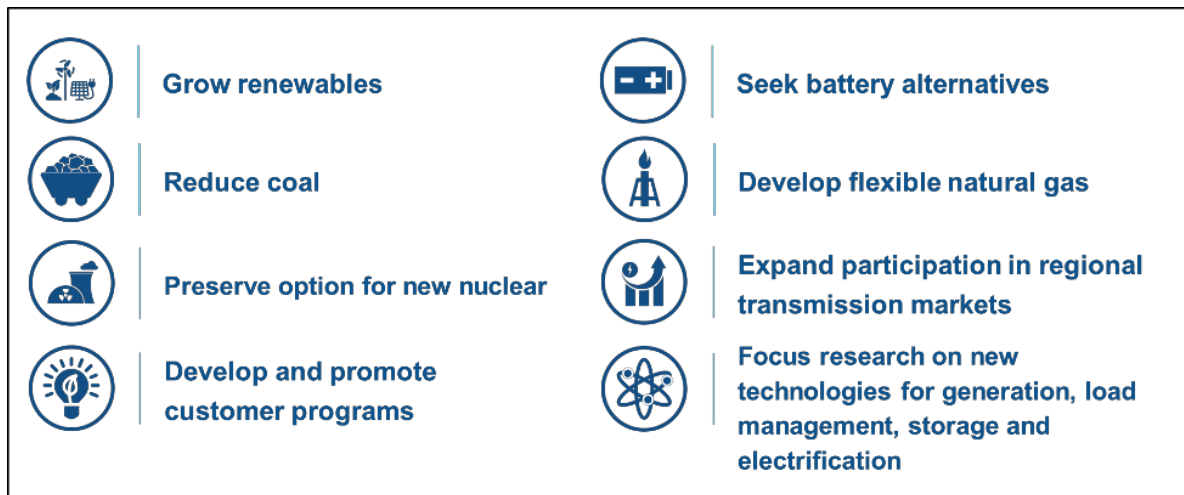 Grow renewables
Reduce coal
Preserve option for new nuclear
Develop and promote
customer programs
Seek battery alternatives
Develop flexible natural gas
Expand participation in regional
transmission markets
Focus research on new
technologies for generation, load
management, storage and
electrification